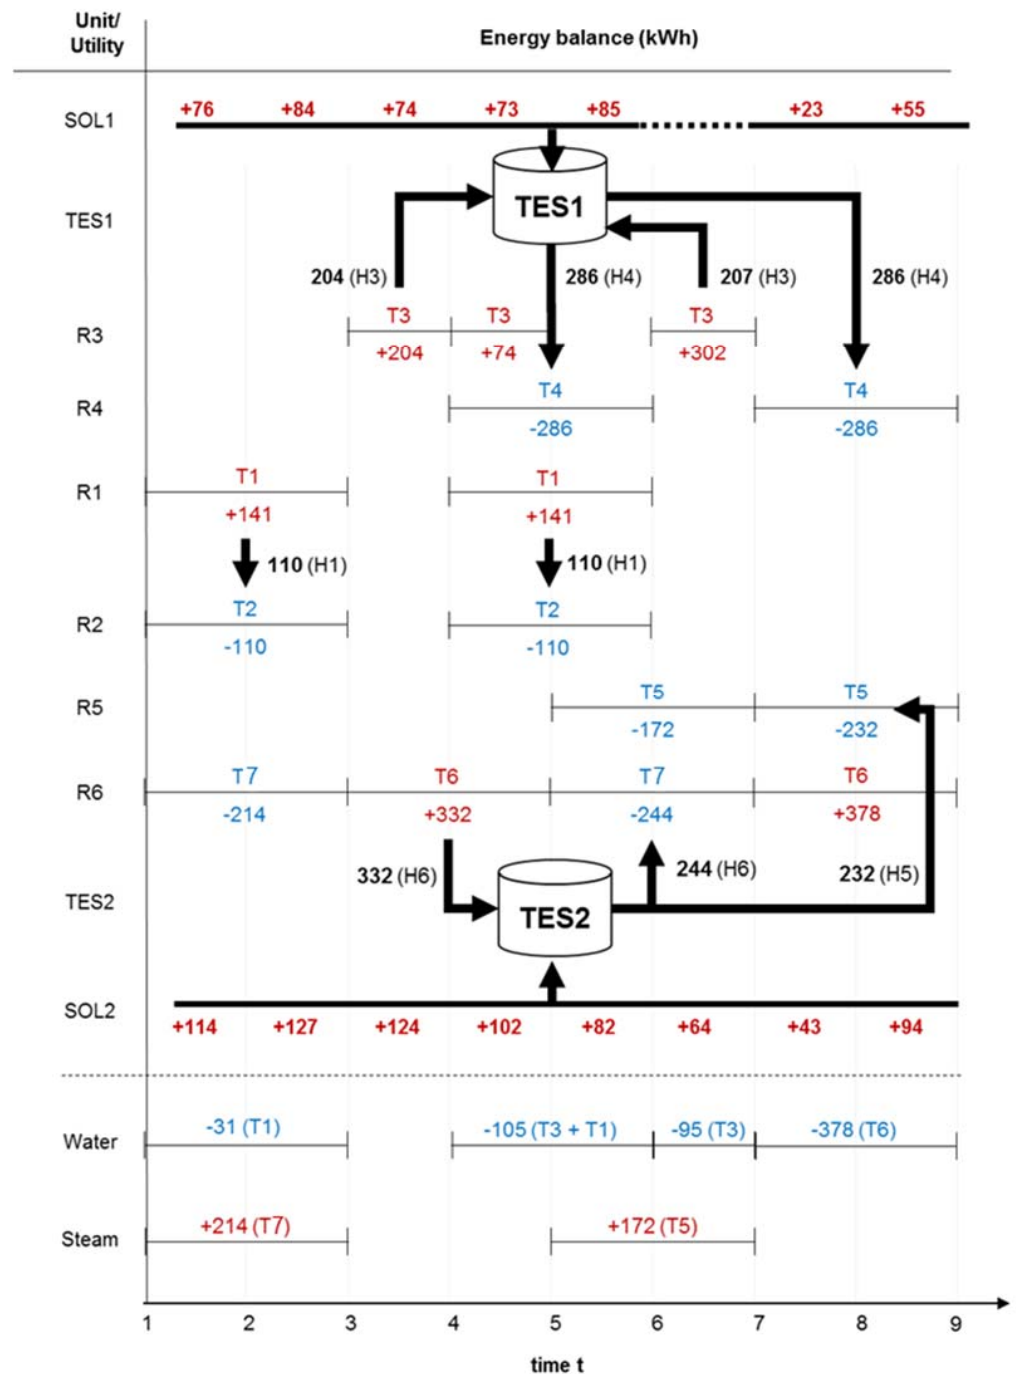 Unit/
Utility
Energy balance (kWh)
SOL1
+76 +84 +74 +73 +85 +23 +55
TES1
TES1
204 (H3) 286 (H4) 207 (H3) 286 (H4)
R3
T3 T3 T3
+204 +74 +302
R4
T4 T4
-286 -286
R1
T1 T1
+141 +141
110 (H1) 110 (H1)
R2
T2 T2
-110 -110
R5
T5 T5
-172 -232
R6
T7 T6 T7 T6
-214 +332 -244 +378
332 (H6) 244 (H6) 232 (H5)
TES2
TES2
SOL2
+114 +127 +124 +102 +82 +64 +43 +94
Water
-31 (T1) -105 (T3 + T1) -95 (T3) -378 (T6)
Steam
+214 (T7) +172 (T5)
1 2 3 4 5 6 7 8 9
time t